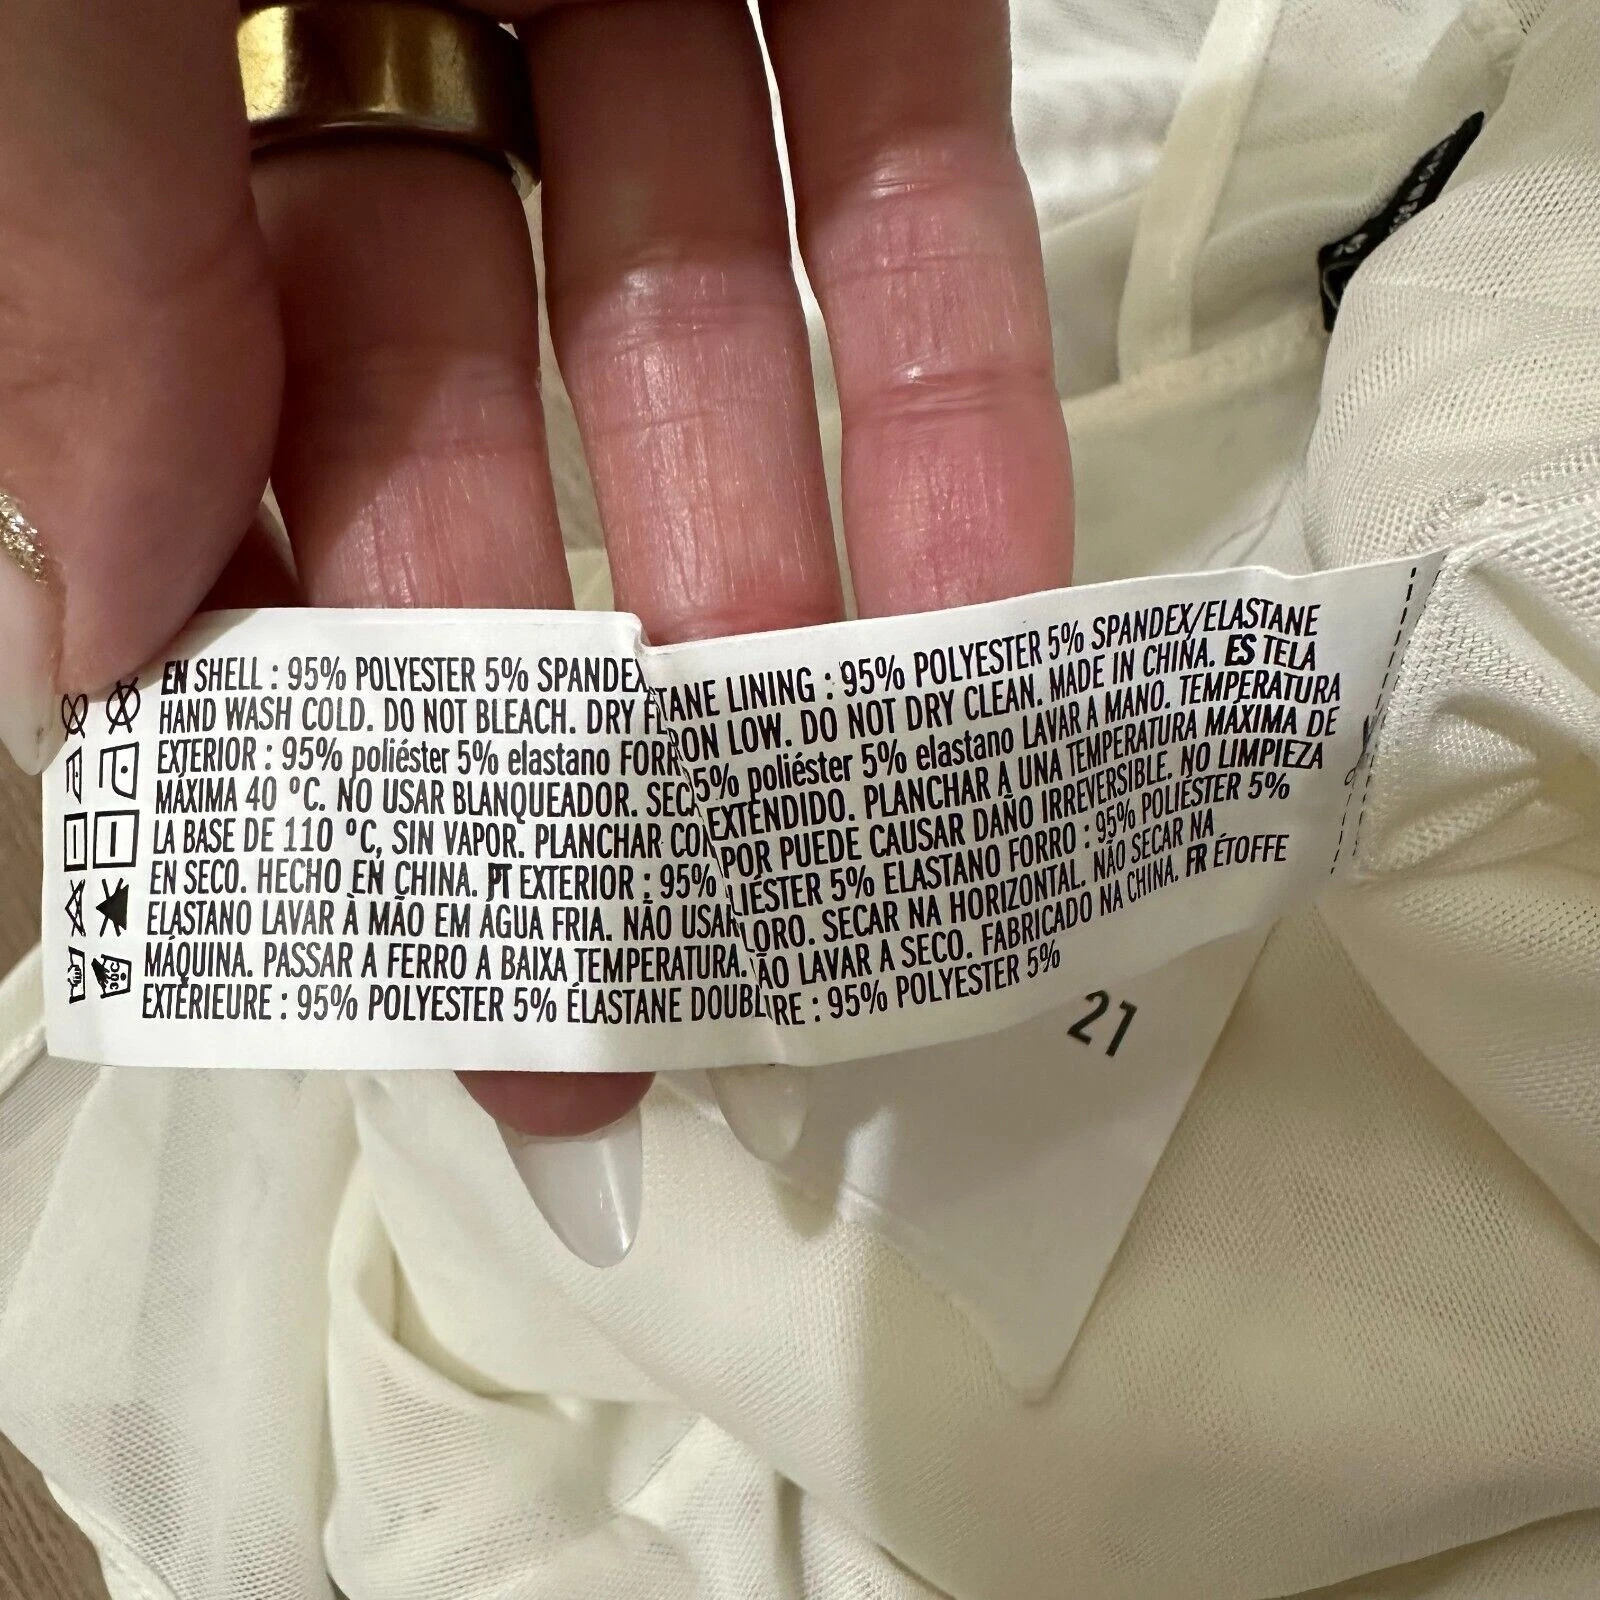 EN SHELL : 95% POLYESTER 5% SPANDEX TANE LINING : 95% POLYESTER 5% SPANDEX/ELASTANE
HAND WASH COLD. DO NOT BLEACH. DRY RON LOW. DO NOT DRY CLEAN. MADE IN CHINA. ES TELA
EXTERIOR : 95% poliéster 5% elastano FORR 5% poliéster 5% elastano LAVAR A MANO. TEMPERATURA
MÁXIMA 40 °C. NO USAR BLANQUEADOR. SEC EXTENDIDO. PLANCHAR A UNA TEMPERATURA MÁXIMA DE
LA BASE DE 110 °C, SIN VAPOR. PLANCHAR CON POR PUEDE CAUSAR DAÑO IRREVERSIBLE. NO LIMPIEZA
EN SECO. HECHO EN CHINA. PT EXTERIOR : 95% LIÉSTER 5% ELASTANO FORRO : 95% POLIÉSTER 5%
ELASTANO LAVAR À MÃO EM ÁGUA FRIA. NÃO USAR LORO. SECAR NA HORIZONTAL. NÃO SECAR NA
MÁQUINA. PASSAR A FERRO A BAIXA TEMPERATURA. ÃO LAVAR A SECO. FABRICADO NA CHINA. FR ÉTOFFE
EXTÉRIEURE : 95% POLYESTER 5% ÉLASTANE DOUBL RE : 95% POLYESTER 5%
30C
21